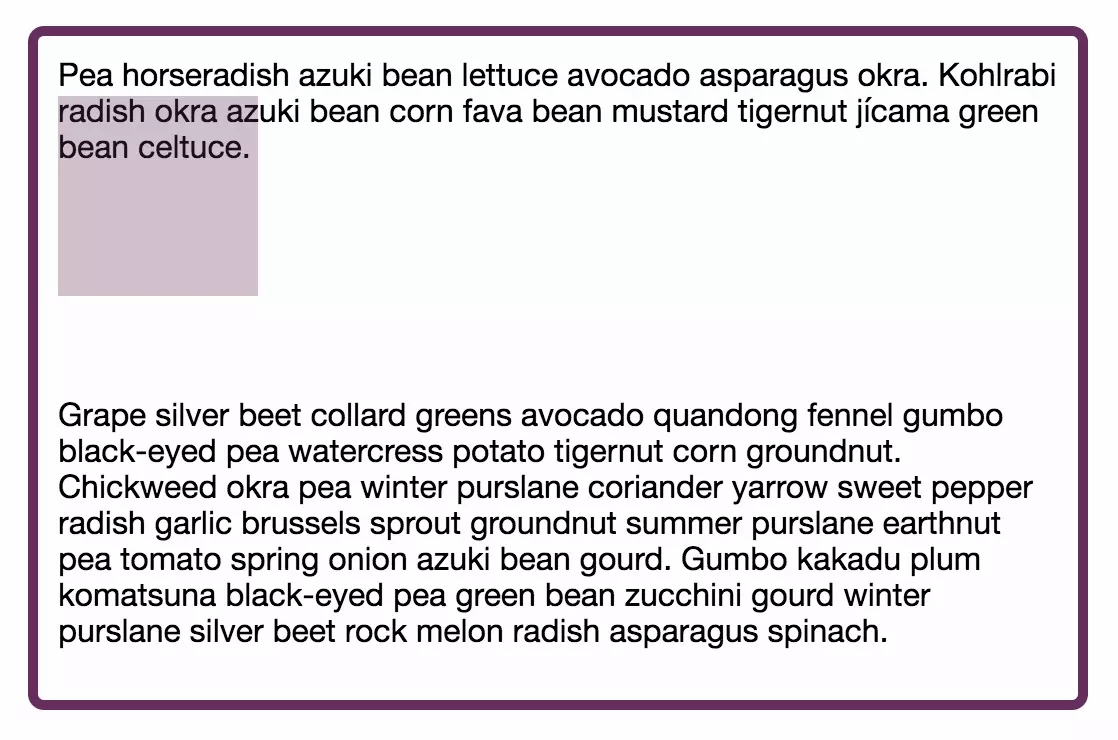 Pea horseradish azuki bean lettuce avocado asparagus okra. Kohlrabi
radish okra azuki bean corn fava bean mustard tigernut jícama green
bean celtuce.
Grape silver beet collard greens avocado quandong fennel gumbo
black-eyed pea watercress potato tigernut corn groundnut.
Chickweed okra pea winter purslane coriander yarrow sweet pepper
radish garlic brussels sprout groundnut summer purslane earthnut
pea tomato spring onion azuki bean gourd. Gumbo kakadu plum
komatsuna black-eyed pea green bean zucchini gourd winter
purslane silver beet rock melon radish asparagus spinach.